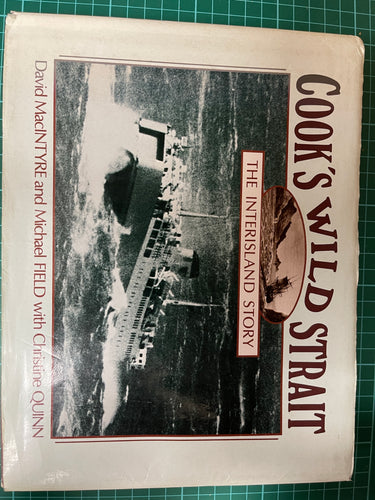 COOK'S WILD STRAIT
THE INTERISLAND STORY
David MacINTYRE and Michael FIELD with Christine QUINN